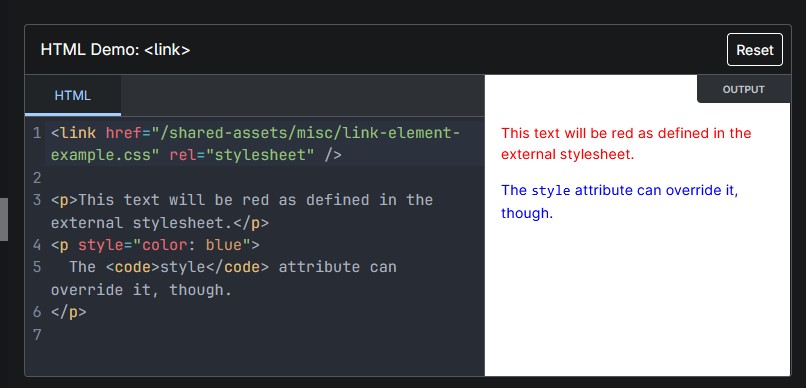 HTML Demo: <link>
Reset
HTML
OUTPUT
1 <link href="/shared-assets/misc/link-element-
example.css" rel="stylesheet" />
2
3 <p>This text will be red as defined in the
external stylesheet.</p>
4 <p style="color: blue">
5   The <code>style</code> attribute can
override it, though.
6 </p>
7
This text will be red as defined in the
external stylesheet.
The style attribute can override it,
though.